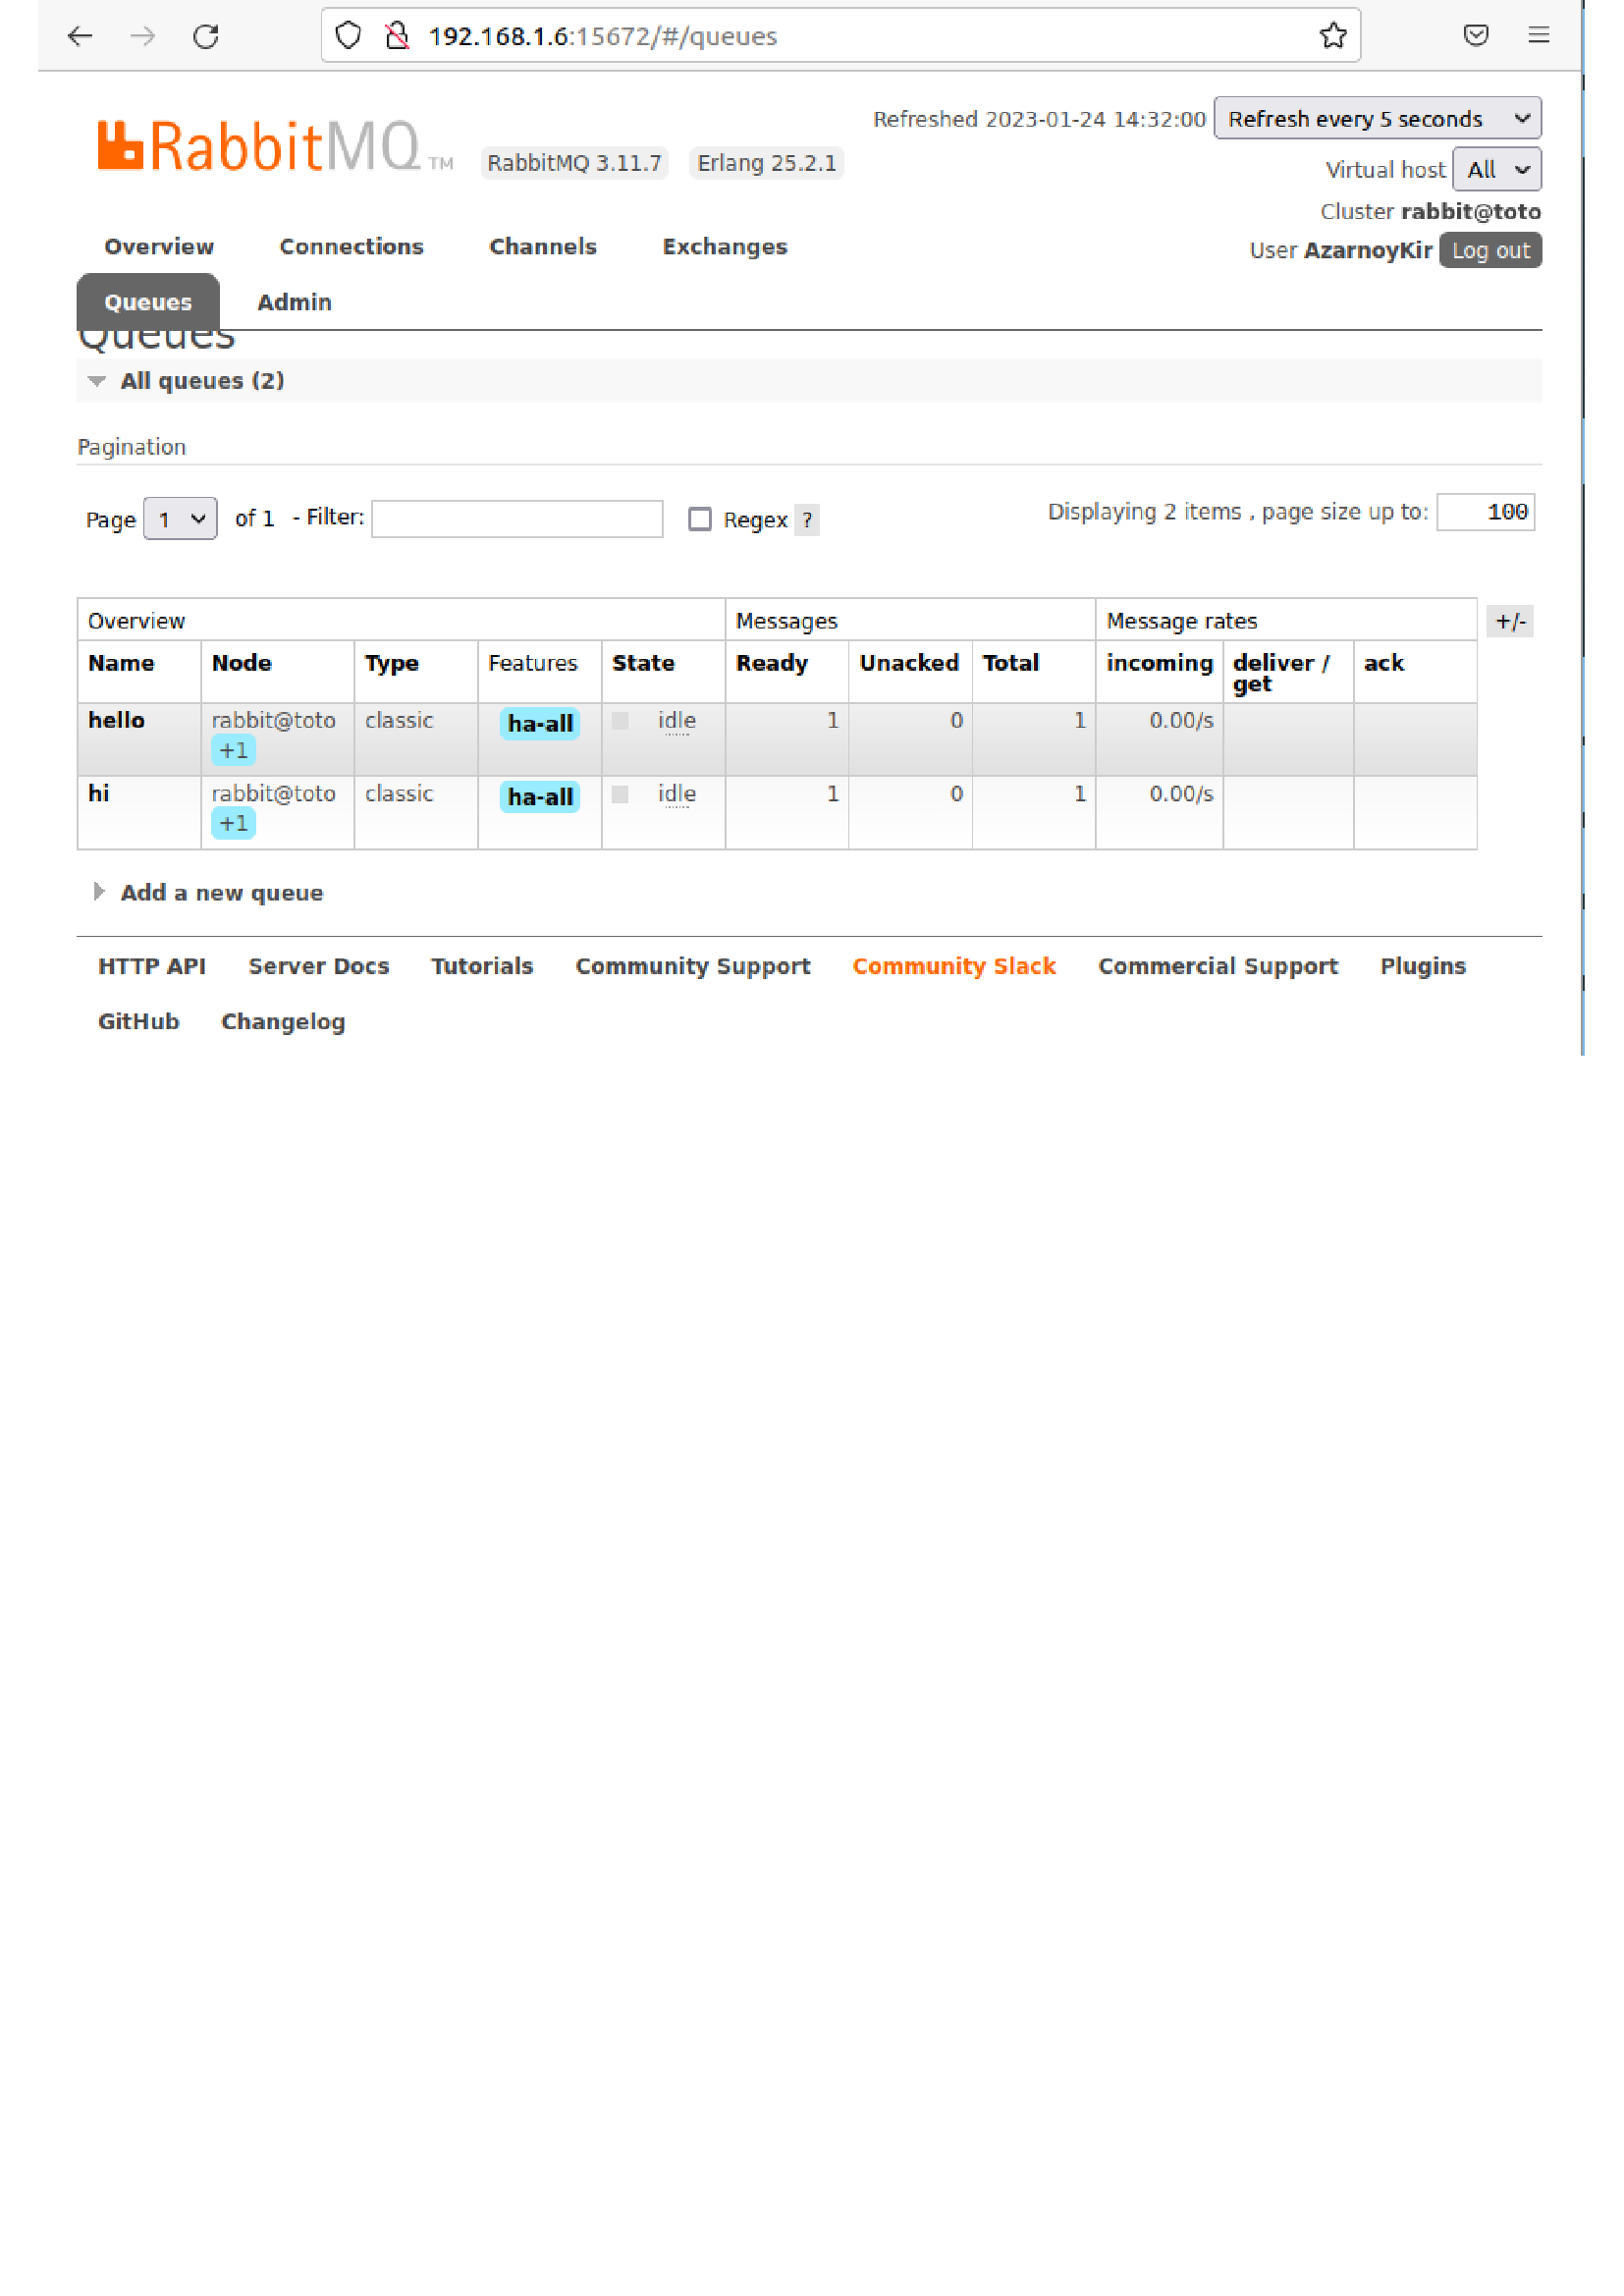 192.168.1.6:15672/#/queues
RabbitMQ TM RabbitMQ 3.11.7 Erlang 25.2.1
Refreshed 2023-01-24 14:32:00 Refresh every 5 seconds
Virtual host All
Cluster rabbit@toto
User AzarnoyKir Log out
Overview Connections Channels Exchanges
Queues Admin
Queues
All queues (2)
Pagination
Page 1 of 1 - Filter: Regex ? Displaying 2 items , page size up to: 100
Overview Messages Message rates +/-
Name Node Type Features State Ready Unacked Total incoming deliver / get ack
hello rabbit@toto +1 classic ha-all idle 1 0 1 0.00/s
hi rabbit@toto +1 classic ha-all idle 1 0 1 0.00/s
Add a new queue
HTTP API Server Docs Tutorials Community Support Community Slack Commercial Support Plugins
GitHub Changelog